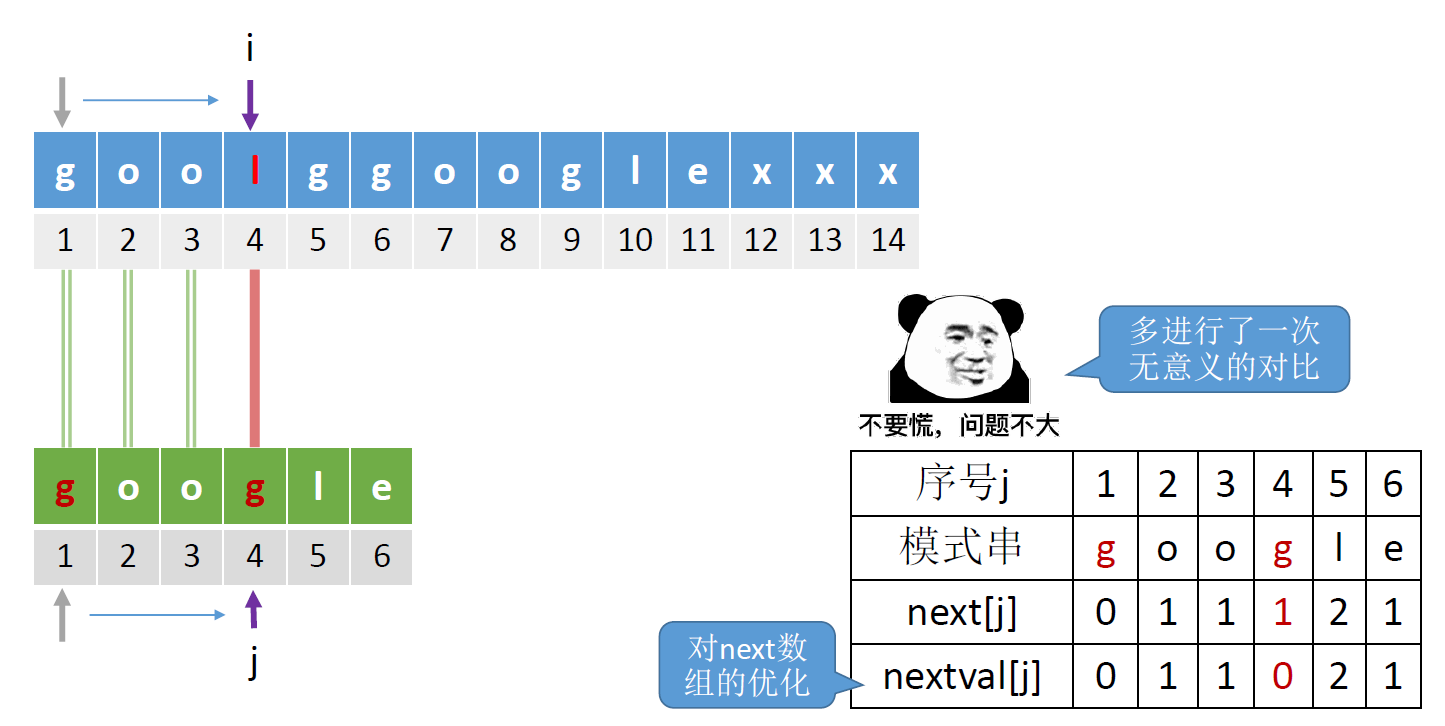 i
g o o l g g o o g l e x x x
1 2 3 4 5 6 7 8 9 10 11 12 13 14
g o o g l e
1 2 3 4 5 6
j
多进行了一次
无意义的对比
不要慌，问题不大
序号j 1 2 3 4 5 6
模式串 g o o g l e
next[j] 0 1 1 1 2 1
nextval[j] 0 1 1 0 2 1
对next数
组的优化